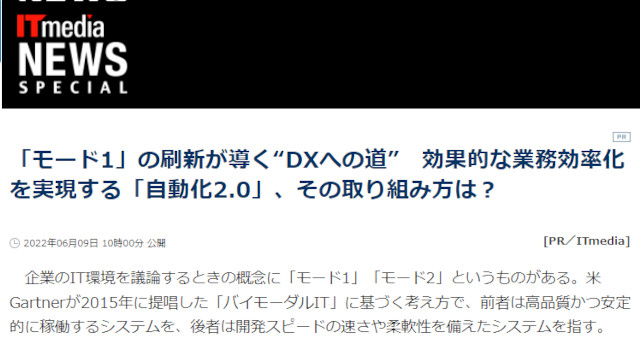 ITmedia
NEWS
SPECIAL
PR
「モード1」の刷新が導く“DXへの道”　効果的な業務効率化
を実現する「自動化2.0」、その取り組み方は？
2022年06月09日 10時00分 公開
[PR／ITmedia]
企業のIT環境を議論するときの概念に「モード1」「モード2」というものがある。米
Gartnerが2015年に提唱した「バイモーダルIT」に基づく考え方で、前者は高品質かつ安定
的に稼働するシステムを、後者は開発スピードの速さや柔軟性を備えたシステムを指す。